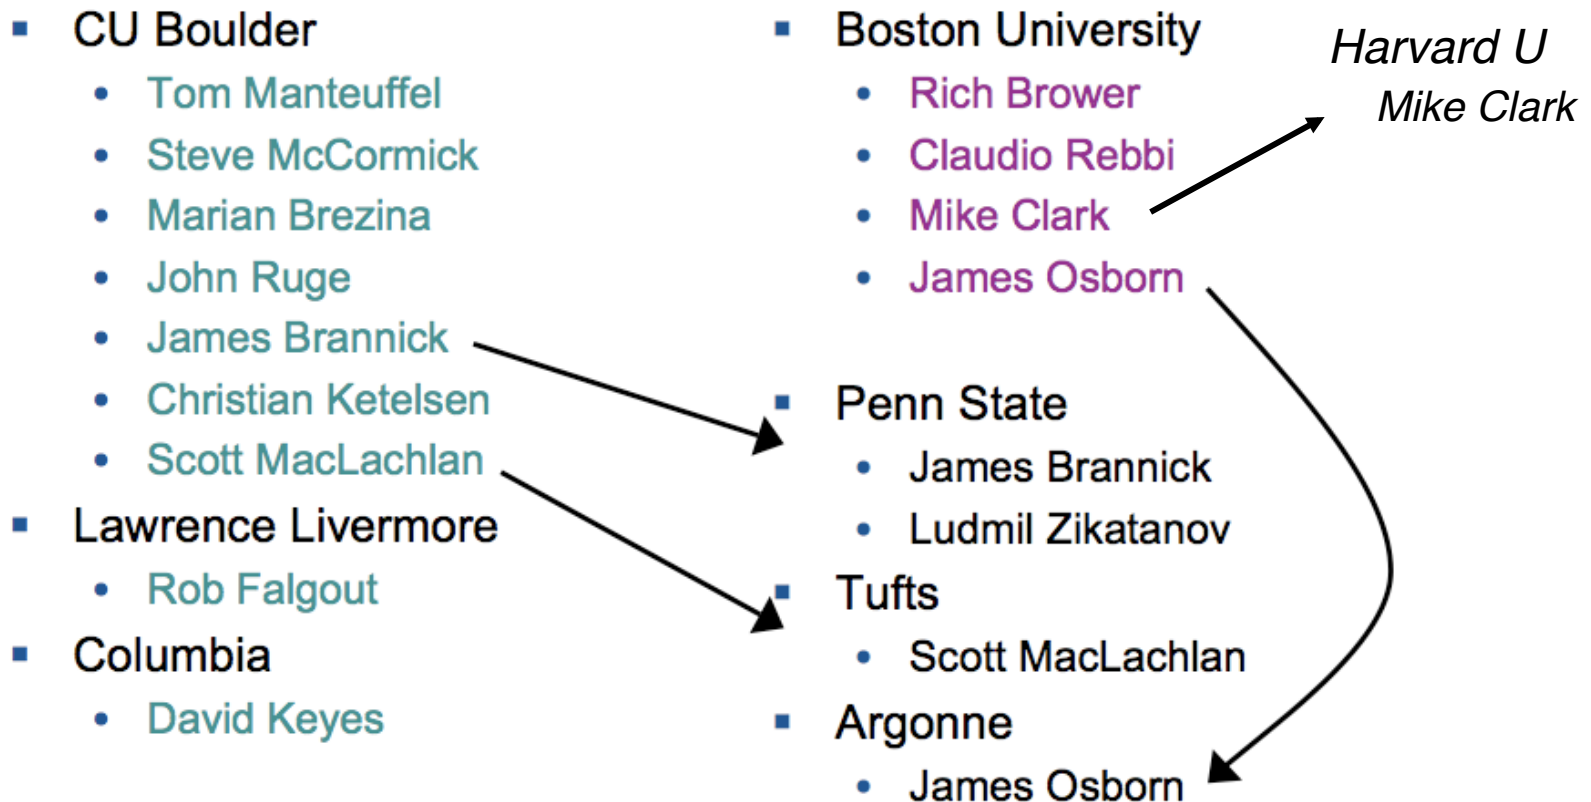 CU Boulder
Tom Manteuffel
Steve McCormick
Marian Brezina
John Ruge
James Brannick
Christian Ketelsen
Scott MacLachlan
Lawrence Livermore
Rob Falgout
Columbia
David Keyes
Boston University
Rich Brower
Claudio Rebbi
Mike Clark
James Osborn
Penn State
James Brannick
Ludmil Zikatanov
Tufts
Scott MacLachlan
Argonne
James Osborn
Harvard U
Mike Clark